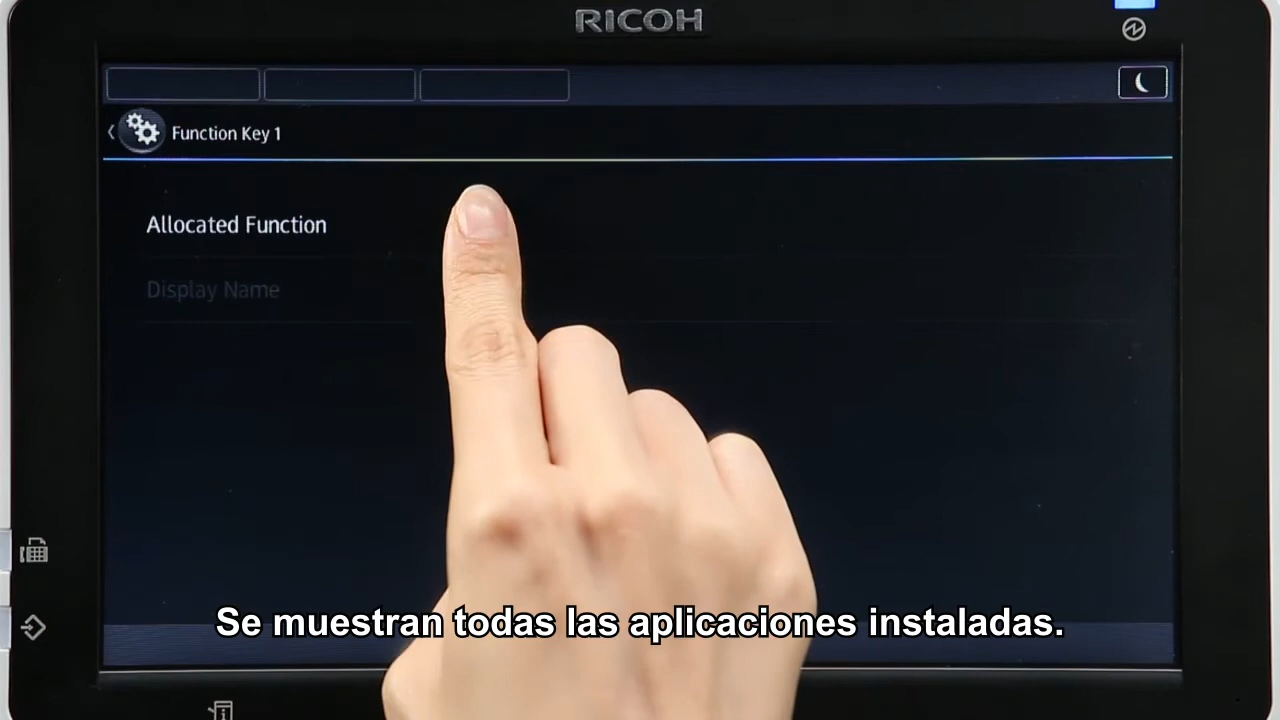 RICOH
Function Key 1
Allocated Function
Display Name
Se muestran todas las aplicaciones instaladas.